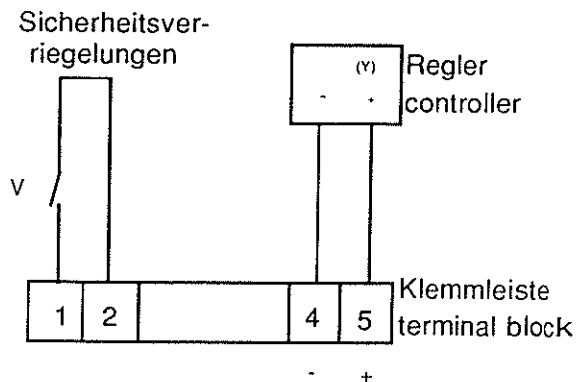 Sicherheitsver-
riegelungen
(Y)
- +
Regler
controller
V
1 2 4 5
Klemmleiste
terminal block
- +